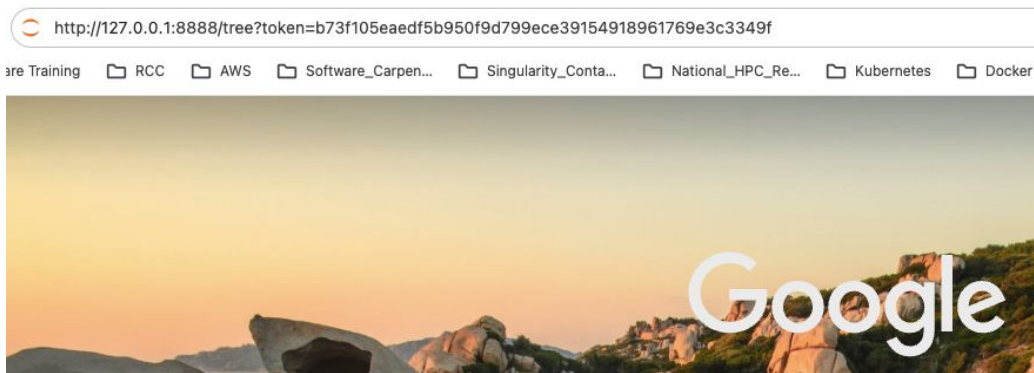 http://127.0.0.1:8888/tree?token=b73f105eaedf5b950f9d799ece39154918961769e3c3349f
are Training RCC AWS Software_Carpen... Singularity_Conta... National_HPC_Re... Kubernetes Docker
Google